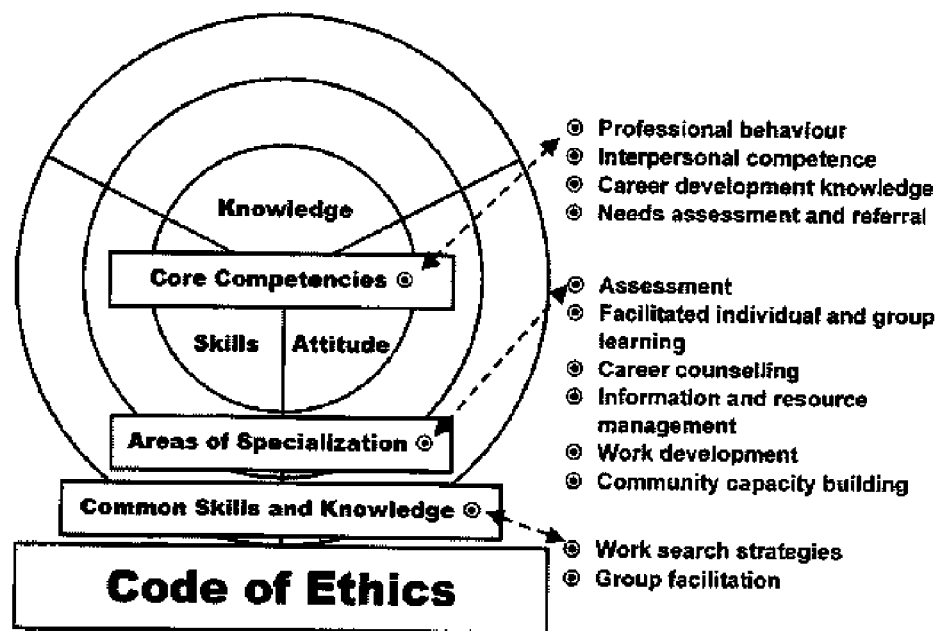 Knowledge
Core Competencies
Skills
Attitude
Areas of Specialization
Common Skills and Knowledge
Code of Ethics
Professional behaviour
Interpersonal competence
Career development knowledge
Needs assessment and referral
Assessment
Facilitated individual and group
learning
Career counselling
Information and resource
management
Work development
Community capacity building
Work search strategies
Group facilitation